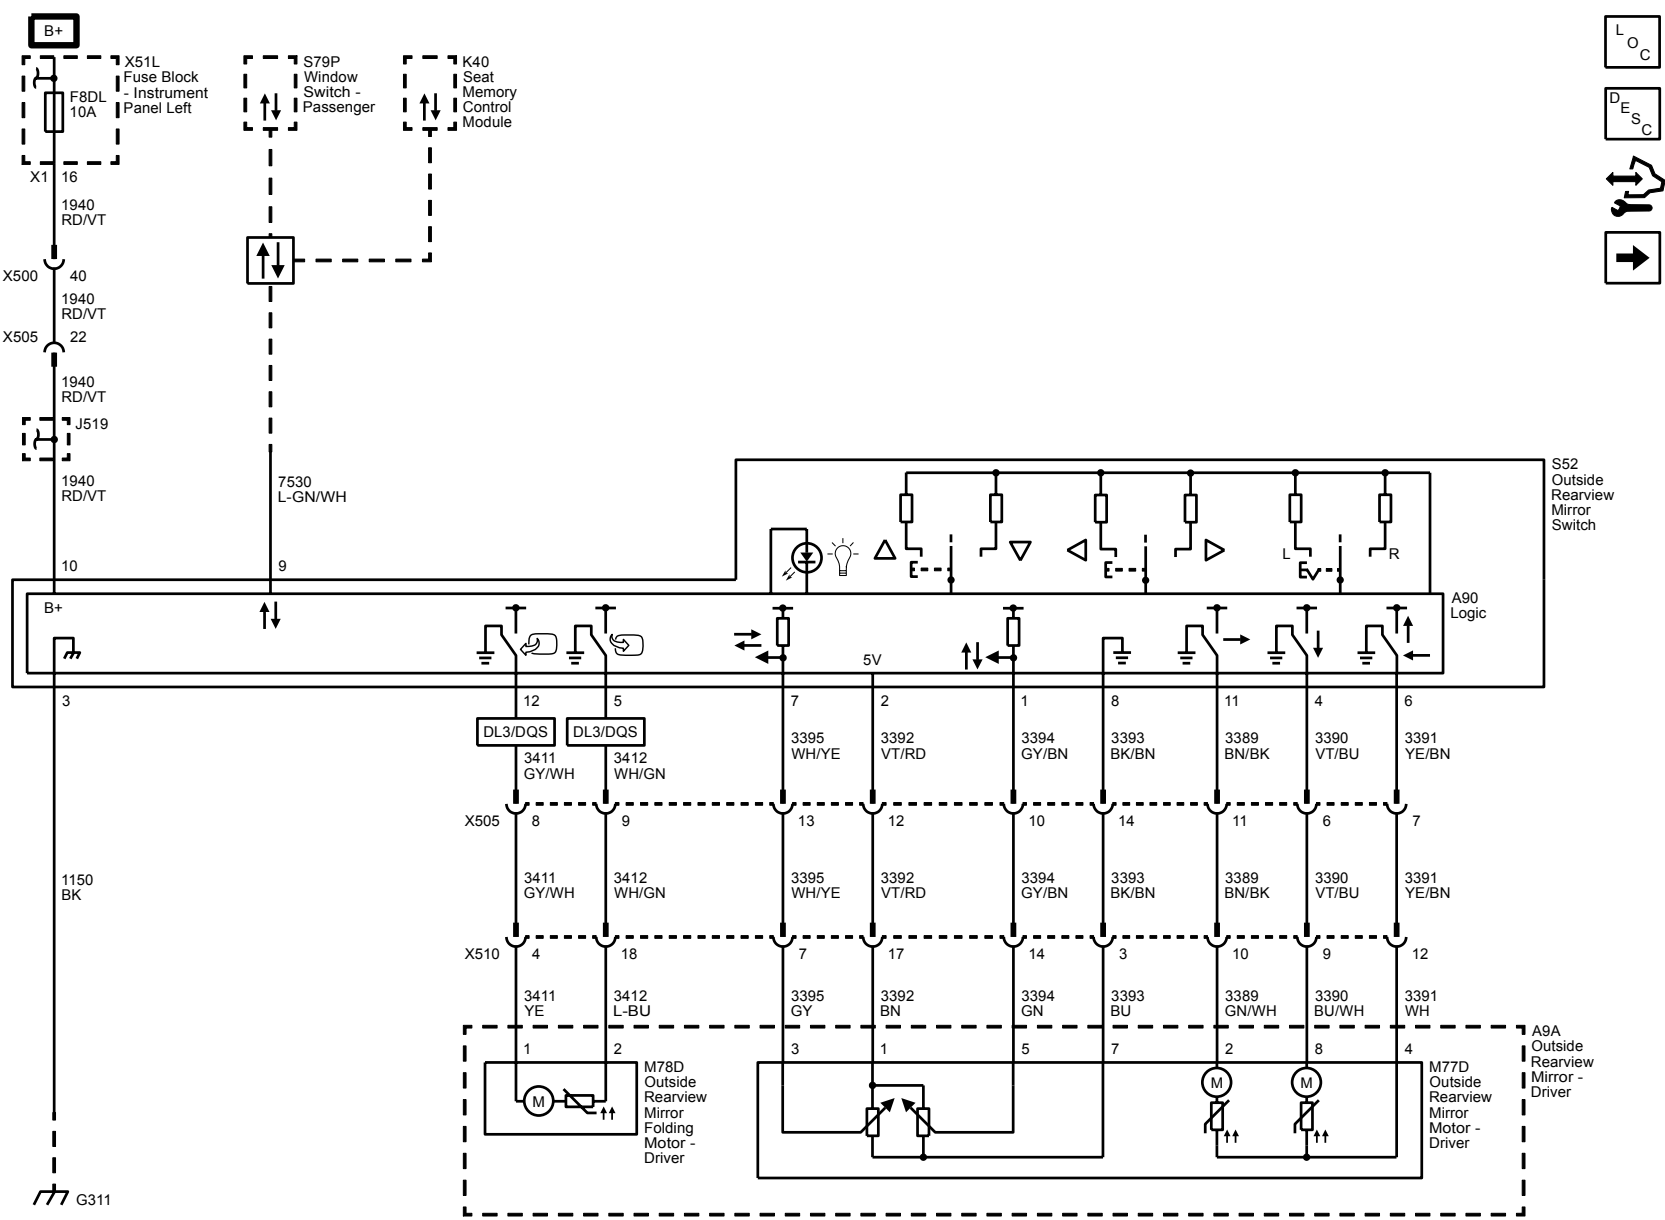 B+
X51L
Fuse Block
- Instrument
Panel Left
F8DL
10A
S79P
Window
Switch -
Passenger
K40
Seat
Memory
Control
Module
L O C
D E S C
X1 16
1940
RD/VT
X500 40
1940
RD/VT
X505 22
1940
RD/VT
J519
1940
RD/VT
7530
L-GN/WH
S52
Outside
Rearview
Mirror
Switch
L R
10 9
B+
A90
Logic
5V
3 12 5 7 2 1 8 11 4 6
DL3/DQS DL3/DQS
3411
GY/WH
3412
WH/GN
3395
WH/YE
3392
VT/RD
3394
GY/BN
3393
BK/BN
3389
BN/BK
3390
VT/BU
3391
YE/BN
X505 8 9 13 12 10 14 11 6 7
1150
BK
3411
GY/WH
3412
WH/GN
3395
WH/YE
3392
VT/RD
3394
GY/BN
3393
BK/BN
3389
BN/BK
3390
VT/BU
3391
YE/BN
X510 4 18 7 17 14 3 10 9 12
3411
YE
3412
L-BU
3395
GY
3392
BN
3394
GN
3393
BU
3389
GN/WH
3390
BU/WH
3391
WH
A9A
Outside
Rearview
Mirror -
Driver
1 2 3 1 5 7 2 8 4
M78D
Outside
Rearview
Mirror
Folding
Motor -
Driver
M
M M
M77D
Outside
Rearview
Mirror
Motor -
Driver
G311